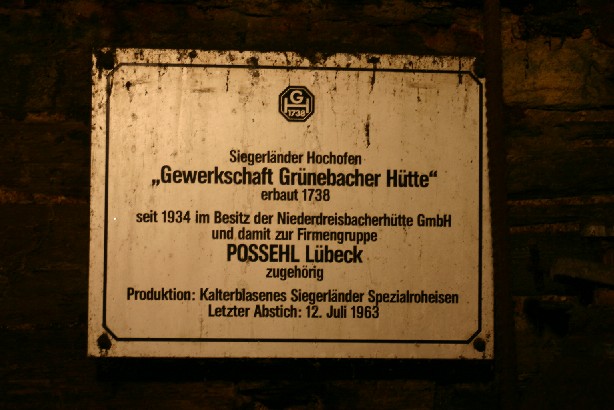 G
H
1738
Siegerländer Hochofen
„Gewerkschaft Grünebacher Hütte“
erbaut 1738
seit 1934 im Besitz der Niederdreisbacherhütte GmbH
und damit zur Firmengruppe
POSSEHL Lübeck
zugehörig
Produktion: Kalterblasenes Siegerländer Spezialroheisen
Letzter Abstich: 12. Juli 1963